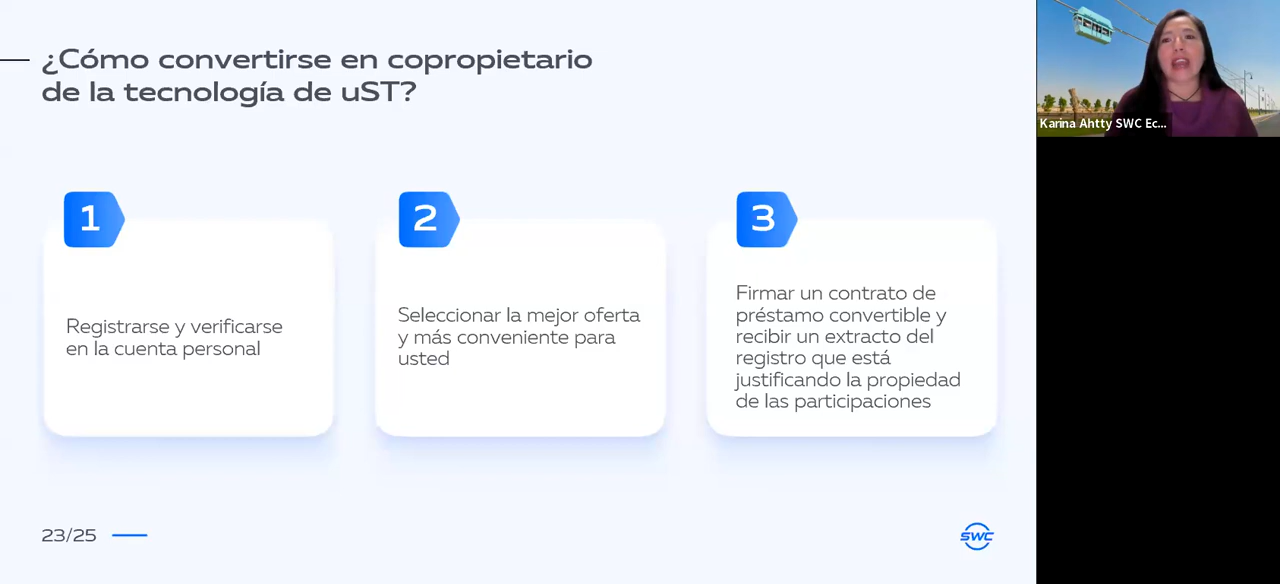 ¿Cómo convertirse en copropietario
de la tecnología de uST?
1
Registrarse y verificarse
en la cuenta personal
2
Seleccionar la mejor oferta
y más conveniente para
usted
3
Firmar un contrato de
préstamo convertible y
recibir un extracto del
registro que está
justificando la propiedad
de las participaciones
23/25
SWC
Karina Ahtty SWC Ec...